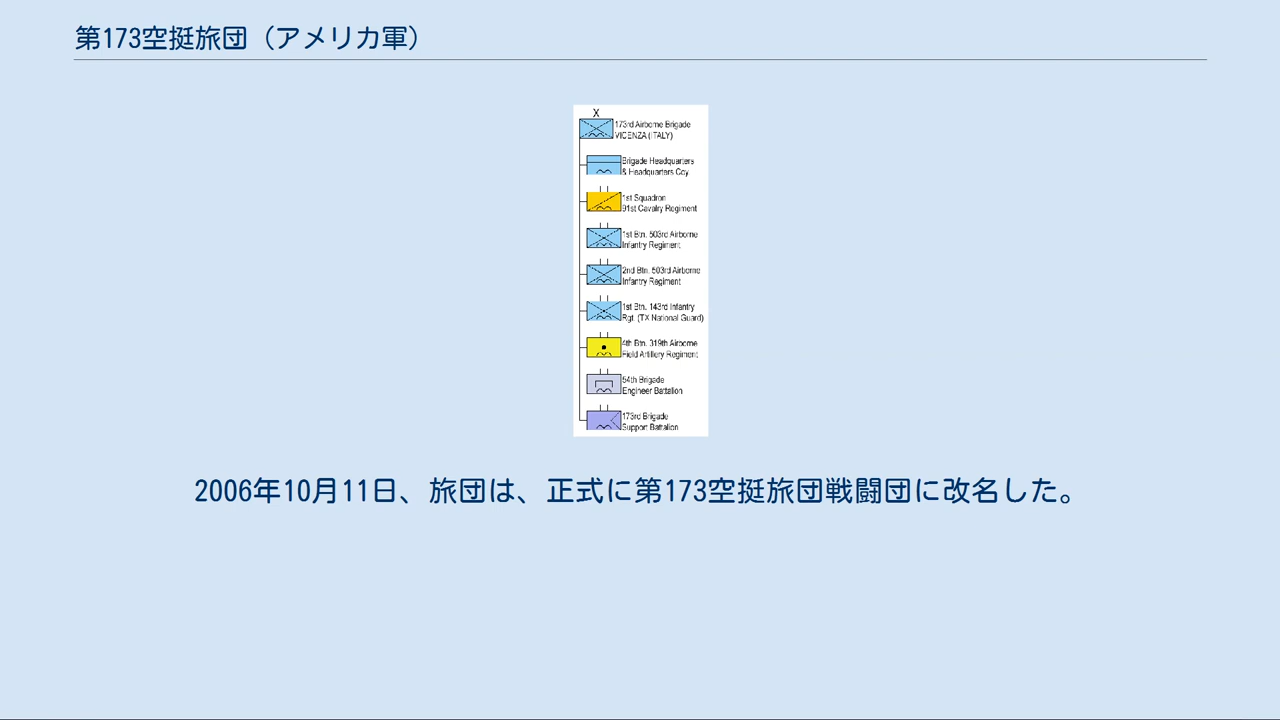 第173空挺旅団（アメリカ軍）
X
173rd Airborne Brigade
VICENZA (ITALY)
Brigade Headquarters
& Headquarters Coy.
1st Squadron
91st Cavalry Regiment
1st Btn. 503rd Airborne
Infantry Regiment
2nd Btn. 503rd Airborne
Infantry Regiment
1st Btn. 143rd Infantry
Rgt. (TX National Guard)
4th Btn. 319th Airborne
Field Artillery Regiment
54th Brigade
Engineer Battalion
173rd Brigade
Support Battalion
2006年10月11日、旅団は、正式に第173空挺旅団戦闘団に改名した。